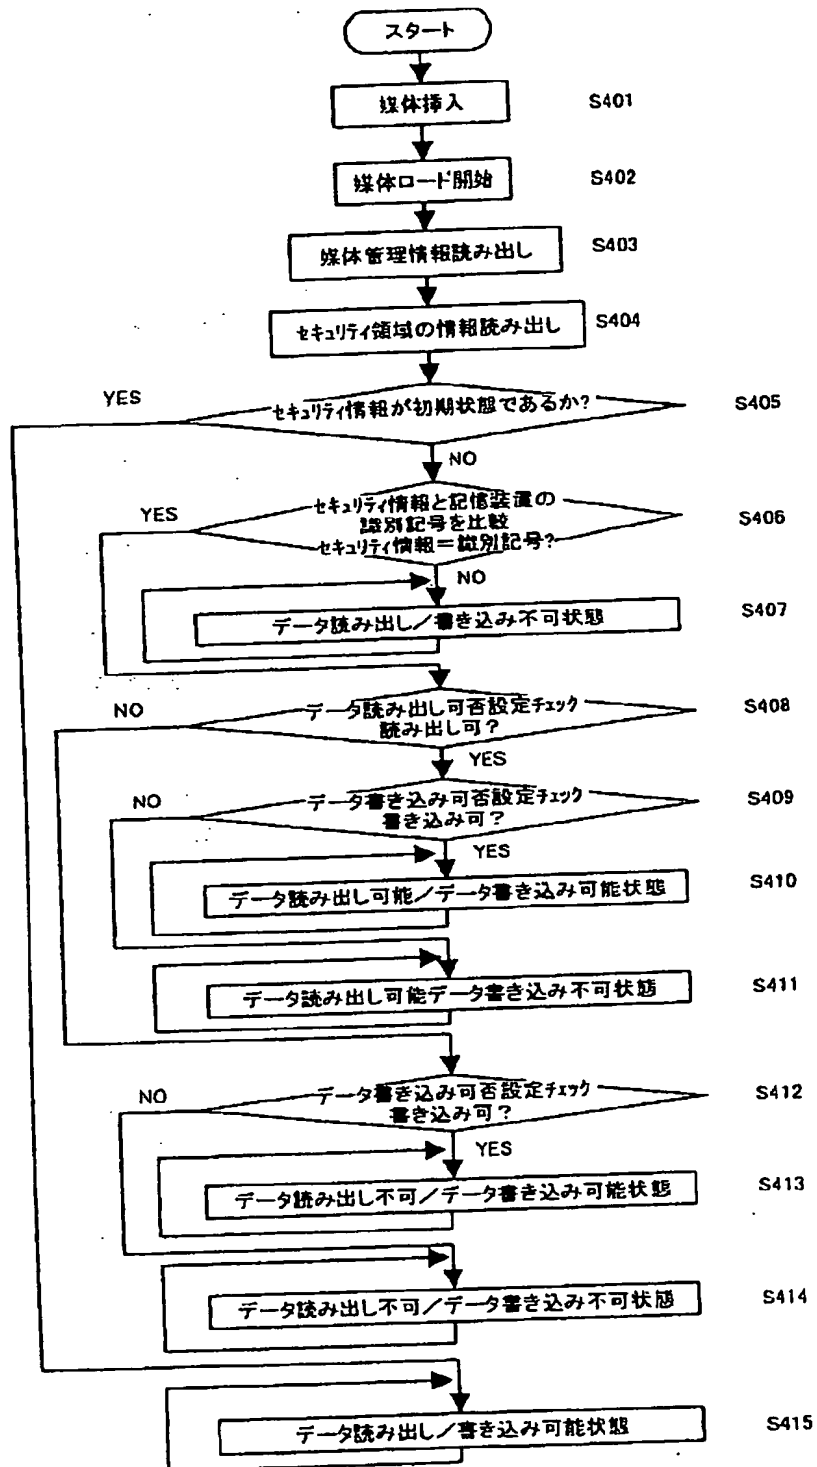 スタート
媒体挿入 S401
媒体ロード開始 S402
媒体管理情報読み出し S403
セキュリティ領域の情報読み出し S404
YES
セキュリティ情報が初期状態であるか? S405
NO
YES
セキュリティ情報と記憶装置の
識別記号を比較 S406
セキュリティ情報=識別記号?
NO
データ読み出し/書き込み不可状態 S407
NO
データ読み出し可否設定チェック S408
読み出し可?
YES
NO
データ書き込み可否設定チェック S409
書き込み可?
YES
データ読み出し可能/データ書き込み可能状態 S410
データ読み出し可能データ書き込み不可状態 S411
NO
データ書き込み可否設定チェック S412
書き込み可?
YES
データ読み出し不可/データ書き込み可能状態 S413
データ読み出し不可/データ書き込み不可状態 S414
データ読み出し/書き込み可能状態 S415